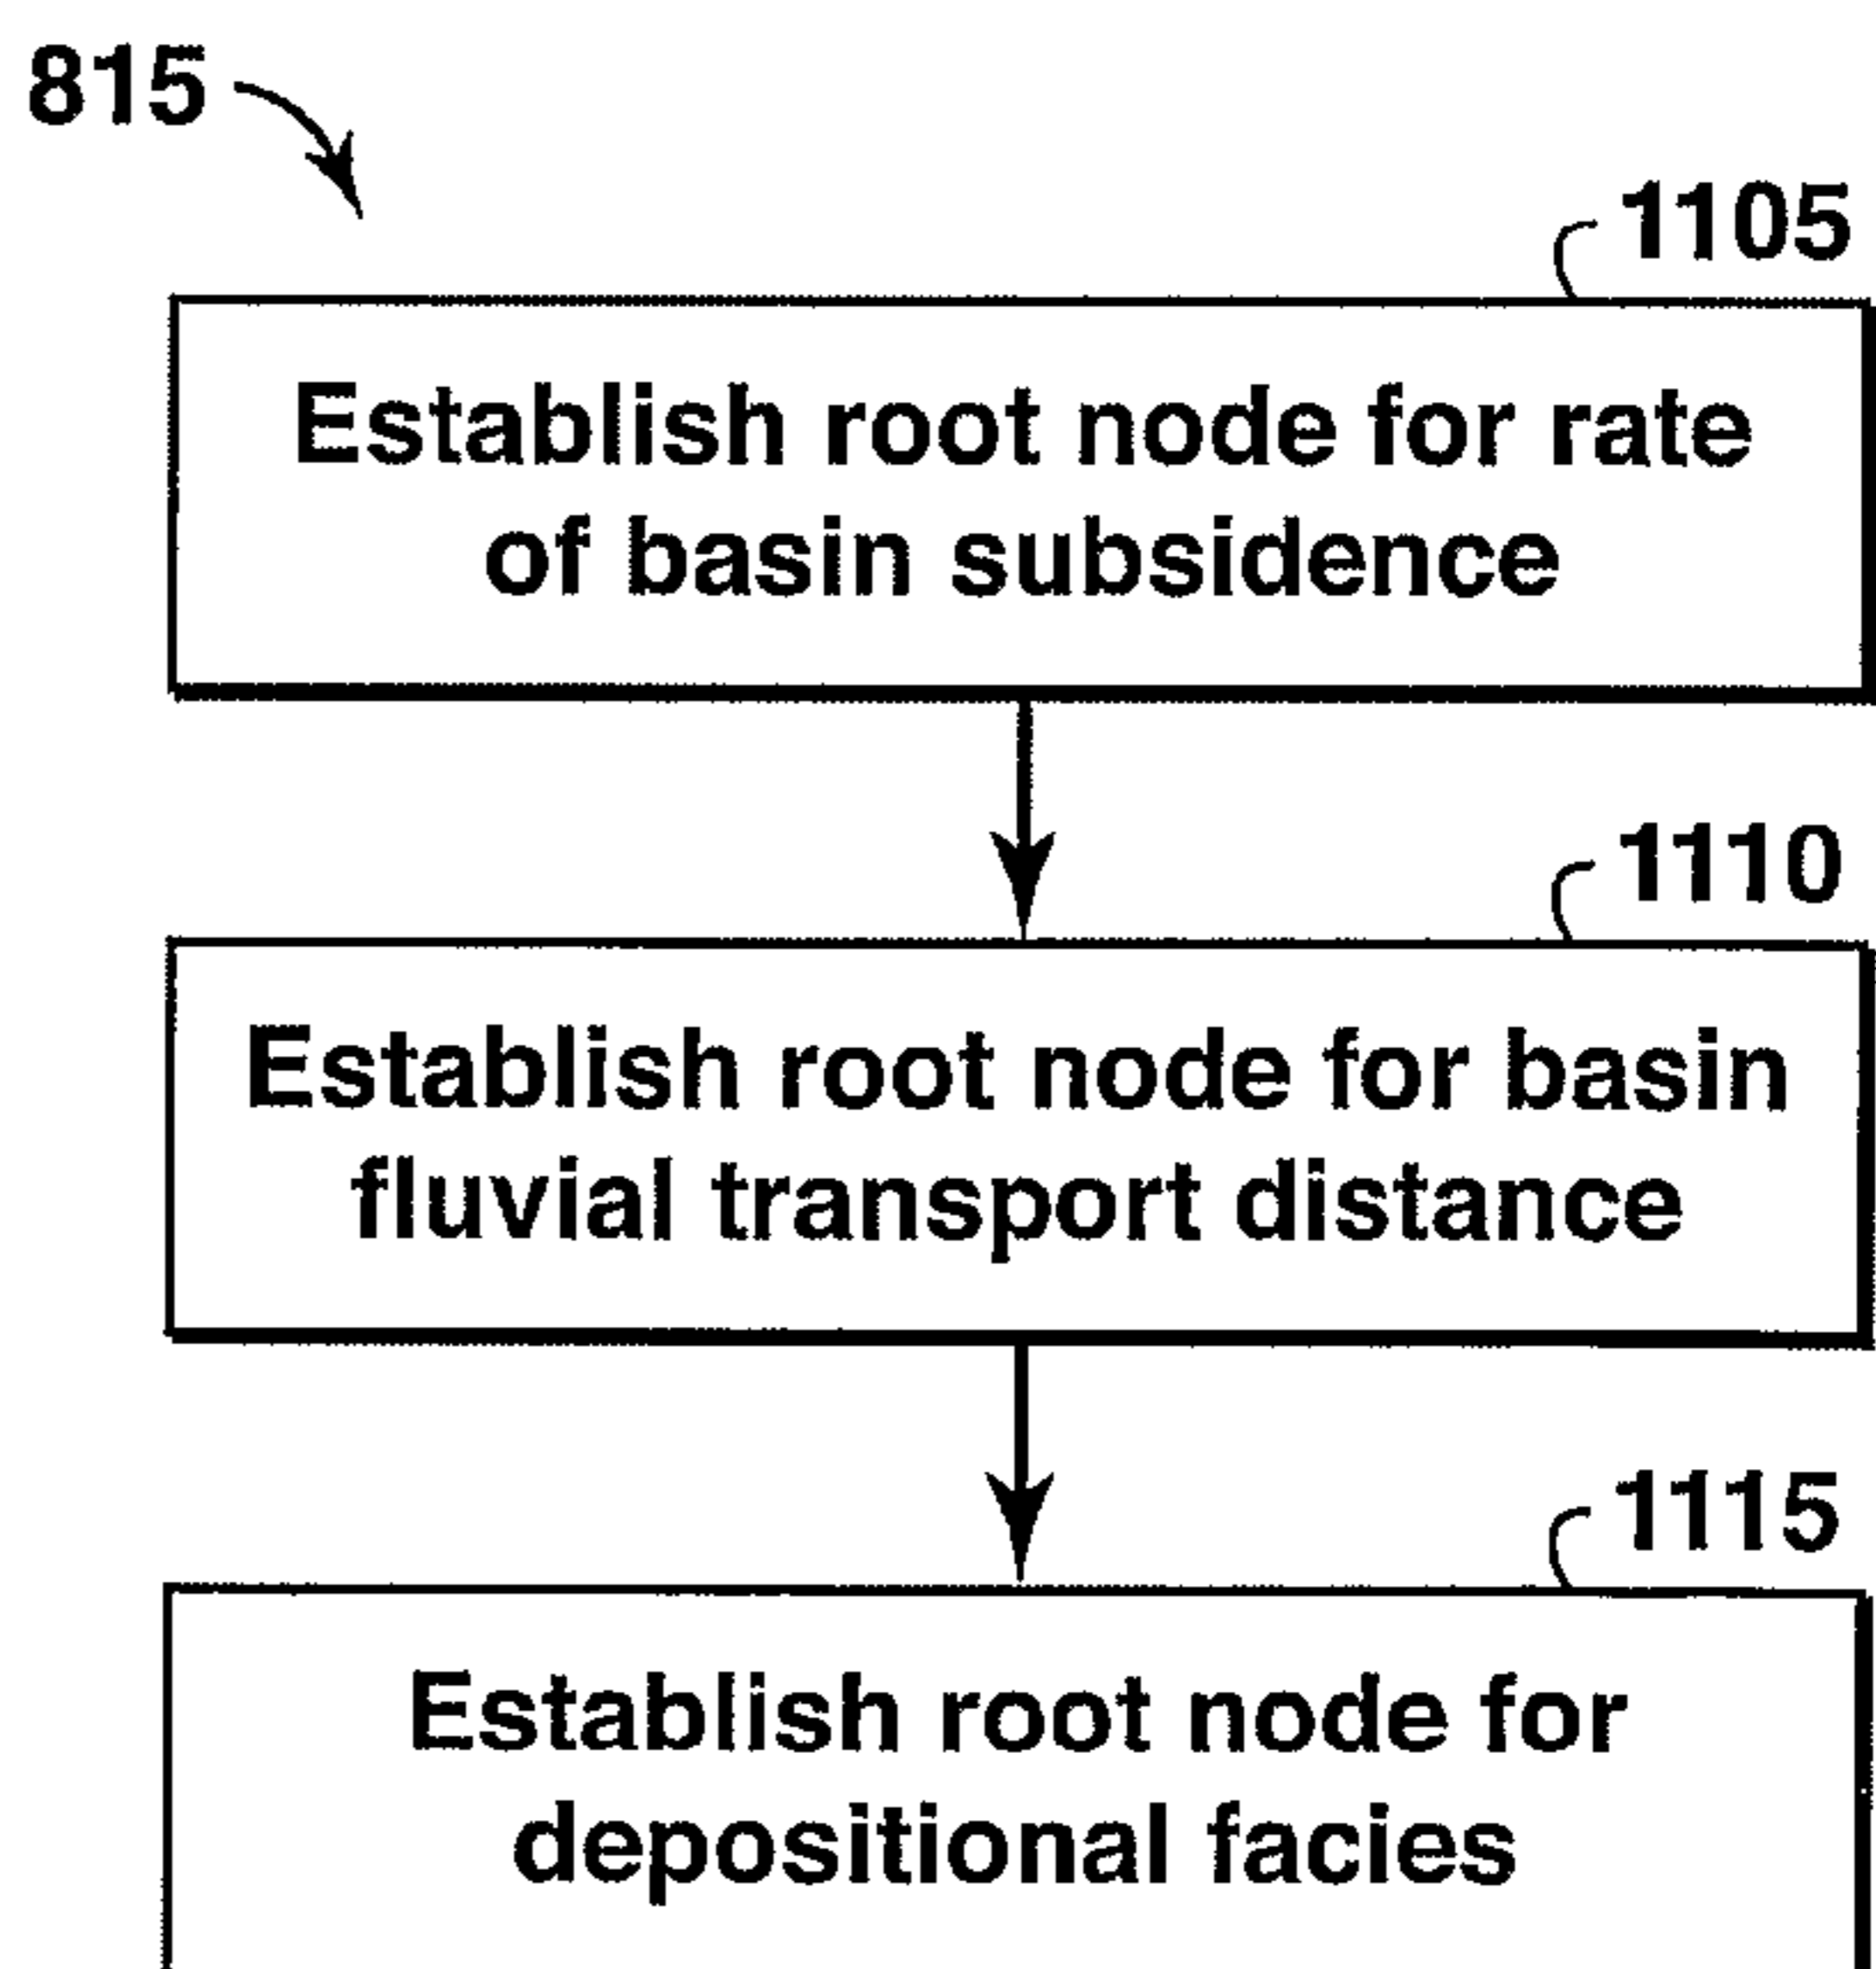 815
1105
Establish root node for rate
of basin subsidence
1110
Establish root node for basin
fluvial transport distance
1115
Establish root node for
depositional facies